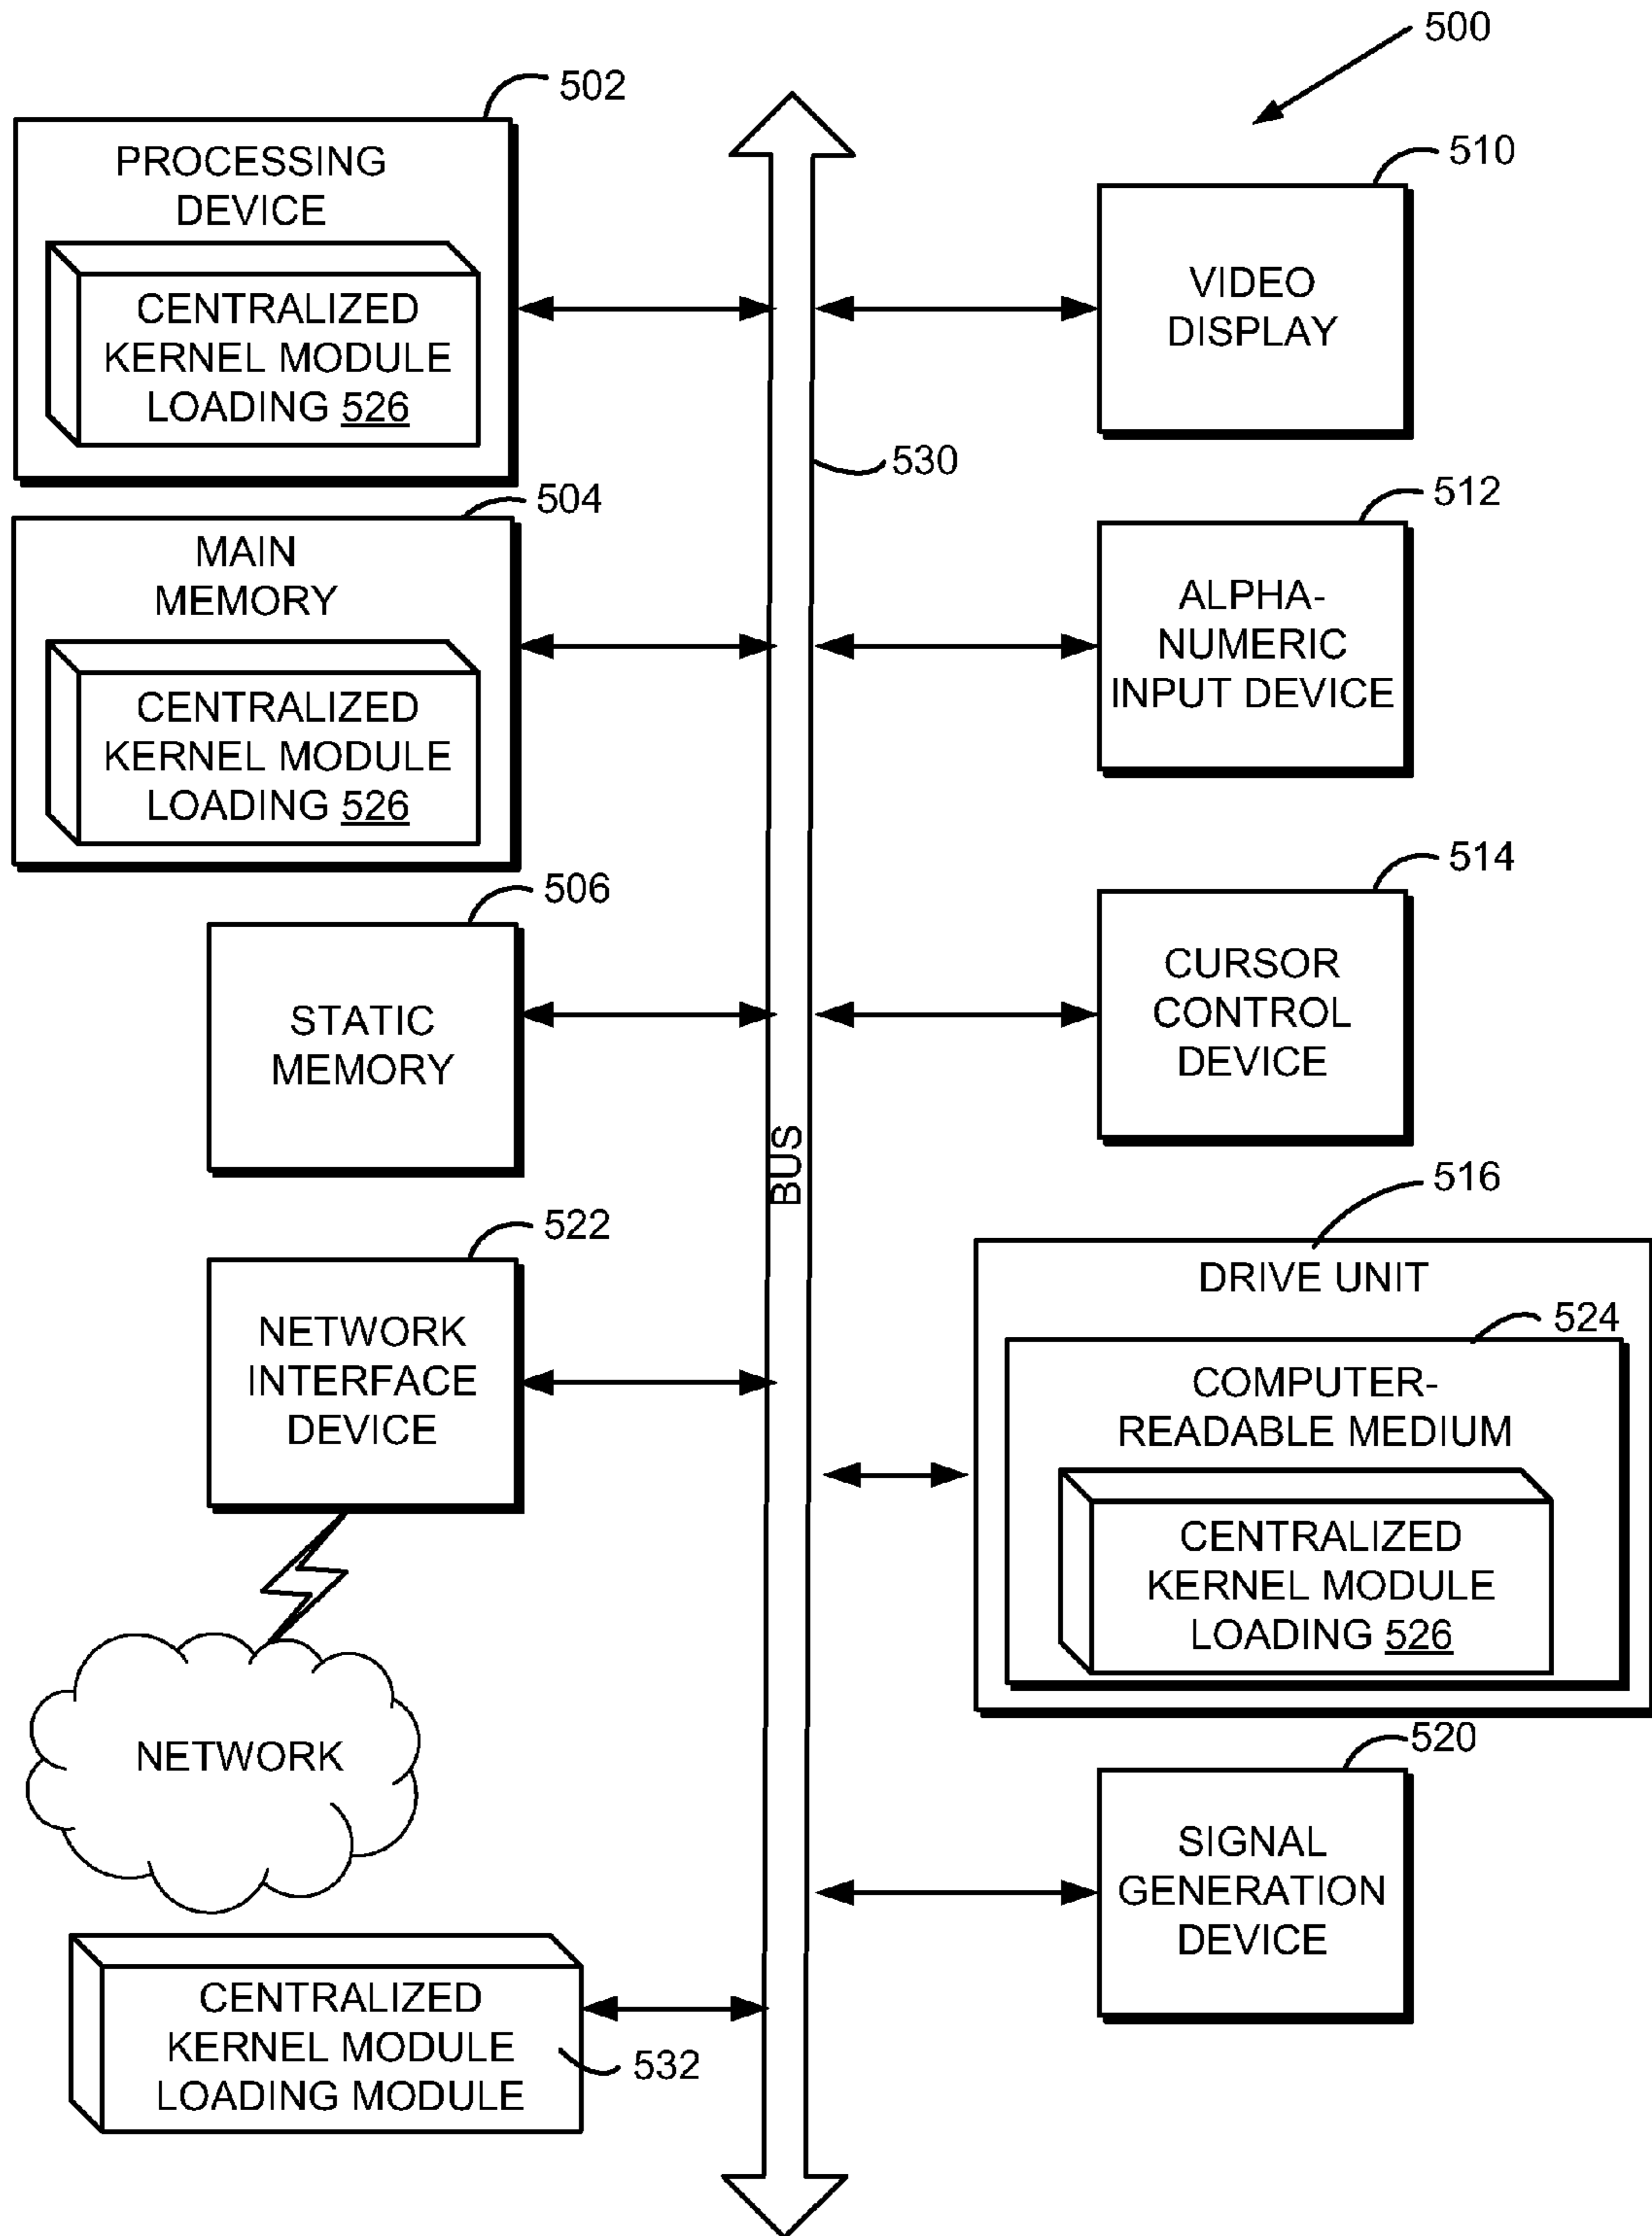 500
502
PROCESSING
DEVICE
CENTRALIZED
KERNEL MODULE
LOADING 526
510
VIDEO
DISPLAY
530
504
MAIN
MEMORY
CENTRALIZED
KERNEL MODULE
LOADING 526
512
ALPHA-
NUMERIC
INPUT DEVICE
506
STATIC
MEMORY
514
CURSOR
CONTROL
DEVICE
BUS
522
NETWORK
INTERFACE
DEVICE
516
DRIVE UNIT
524
COMPUTER-
READABLE MEDIUM
CENTRALIZED
KERNEL MODULE
LOADING 526
NETWORK
520
SIGNAL
GENERATION
DEVICE
CENTRALIZED
KERNEL MODULE
LOADING MODULE
532